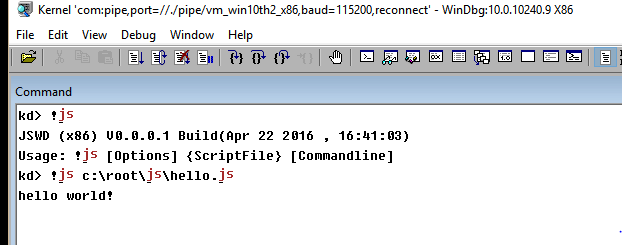 Kernel 'com:pipe,port=//./pipe/vm_win10th2_x86,baud=115200,reconnect' - WinDbg:10.0.10240.9 X86
File Edit View Debug Window Help
Command
kd> !js
JSWD (x86) V0.0.0.1 Build(Apr 22 2016 , 16:41:03)
Usage: !js [Options] {ScriptFile} [Commandline]
kd> !js c:\root\js\hello.js
hello world!